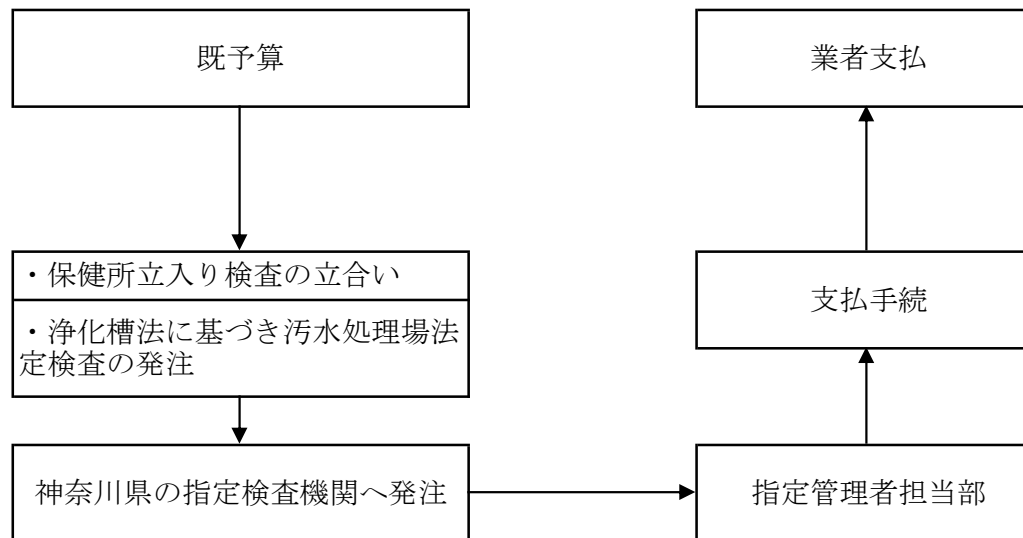 既予算
業者支払
・保健所立入り検査の立合い
・浄化槽法に基づき汚水処理場法
定検査の発注
支払手続
神奈川県の指定検査機関へ発注
指定管理者担当部